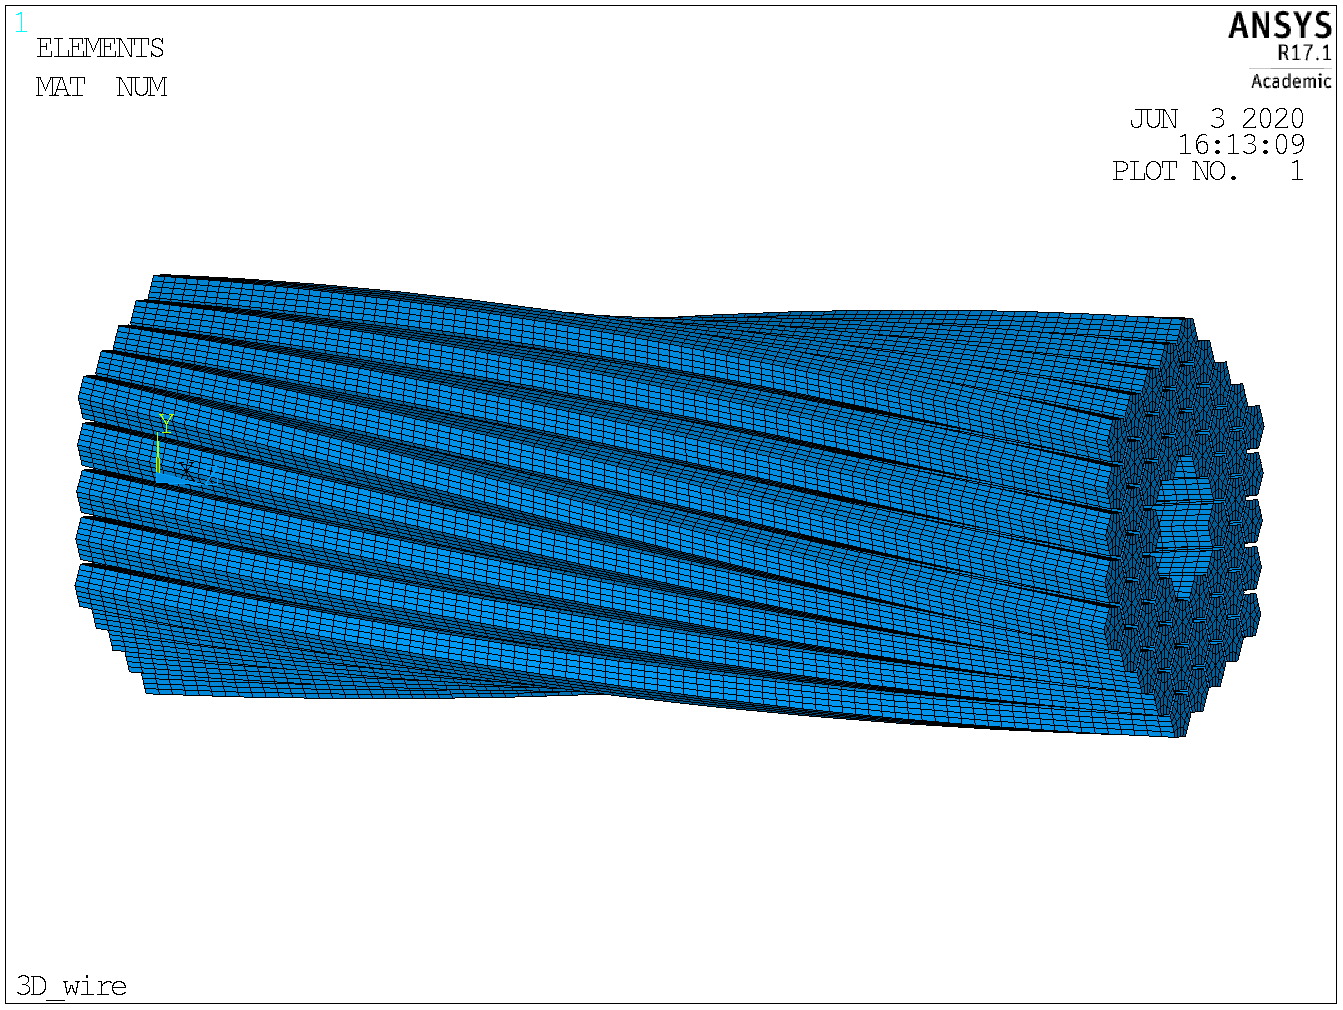 1
ELEMENTS
MAT NUM
ANSYS
R17.1
Academic
JUN 3 2020
16:13:09
PLOT NO. 1
Y
X
Z
3D_wire